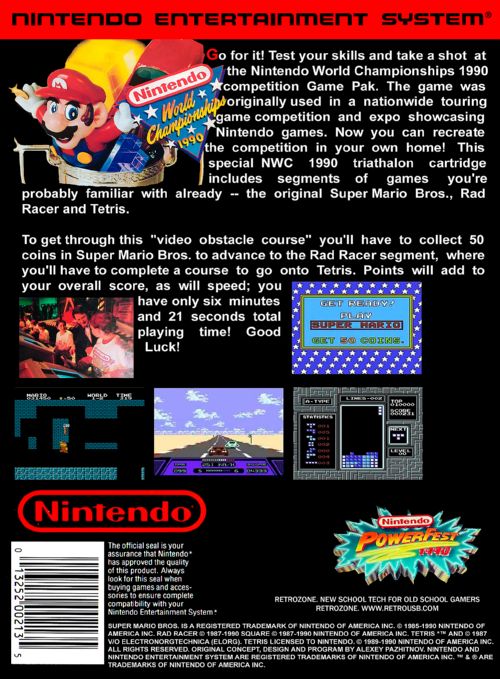 NINTENDO ENTERTAINMENT SYSTEM®
Nintendo
World
Championships
1990
Go for it! Test your skills and take a shot at
the Nintendo World Championships 1990
competition Game Pak. The game was
originally used in a nationwide touring
game competition and expo showcasing
Nintendo games. Now you can recreate
the competition in your own home! This
special NWC 1990 triathalon cartridge
includes segments of games you're
probably familiar with already -- the original Super Mario Bros., Rad
Racer and Tetris.
To get through this "video obstacle course" you'll have to collect 50
coins in Super Mario Bros. to advance to the Rad Racer segment, where
you'll have to complete a course to go onto Tetris. Points will add to
your overall score, as will speed; you
have only six minutes
and 21 seconds total
playing time! Good
Luck!
GET READY!
PLAY
SUPER MARIO
GET 50 COINS.
MARIO WORLD TIME
1-2
A-TYPE
LINES-002
TOP
010000
SCORE
STATISTICS
NEXT
LEVEL
Nintendo®
Nintendo
PowerFest
1990
The official seal is your
assurance that Nintendo®
has approved the quality
of this product. Always
look for this seal when
buying games and acces-
sories to ensure complete
compatibility with your
Nintendo Entertainment System®
0 13252 00213 5
RETROZONE. NEW SCHOOL TECH FOR OLD SCHOOL GAMERS
RETROZONE. WWW.RETROUSB.COM
SUPER MARIO BROS. IS A REGISTERED TRADEMARK OF NINTENDO OF AMERICA INC. © 1985-1990 NINTENDO OF
AMERICA INC. RAD RACER © 1987-1990 SQUARE © 1987-1990 NINTENDO OF AMERICA INC. TETRIS ®™ AND © 1987
V/O ELECTRONORGTECHNICA (ELORG). TETRIS LICENSED TO NINTENDO. © 1989-1990 NINTENDO OF AMERICA INC.
ALL RIGHTS RESERVED. ORIGINAL CONCEPT, DESIGN AND PROGRAM BY ALEXEY PAZHITNOV. NINTENDO AND
NINTENDO ENTERTAINMENT SYSTEM ARE REGISTERED TRADEMARKS OF NINTENDO OF AMERICA INC. ™ & ® ARE
TRADEMARKS OF NINTENDO OF AMERICA INC.